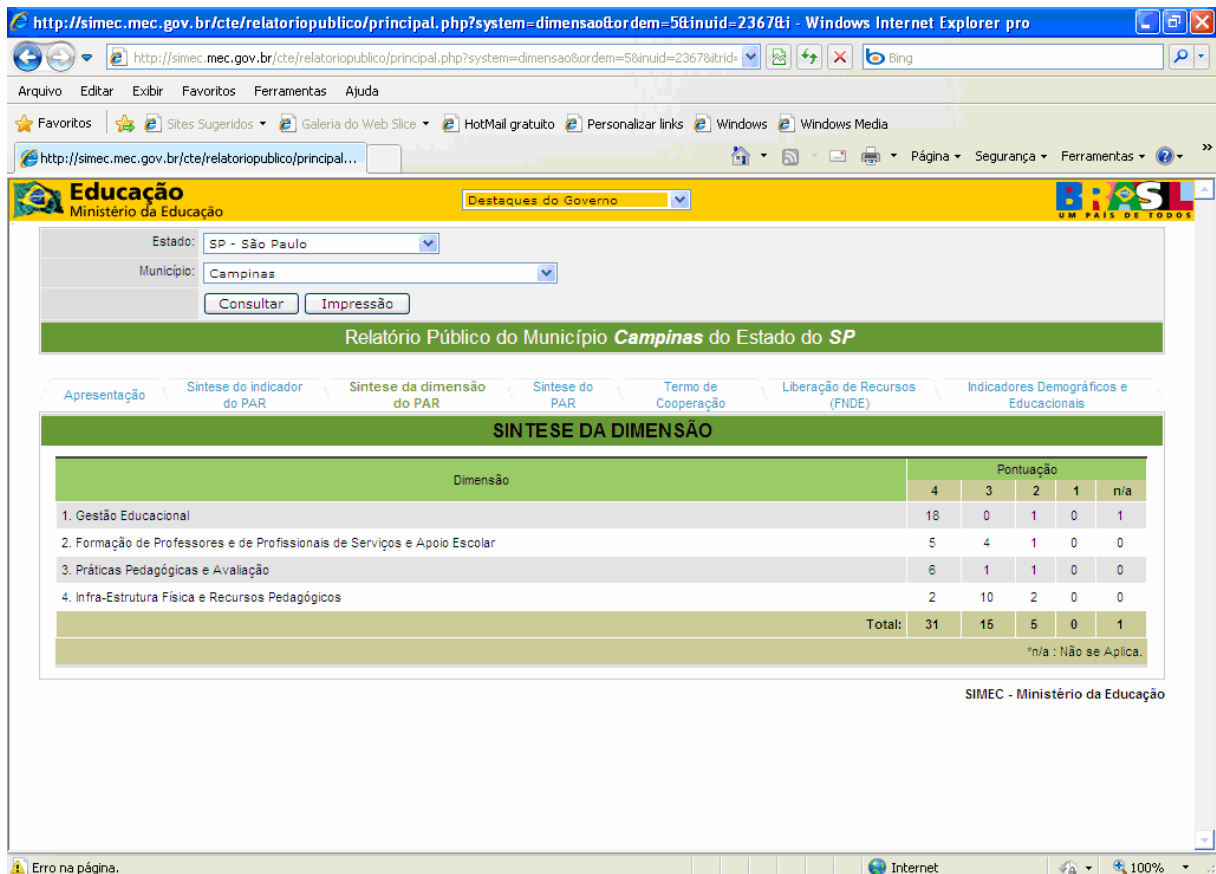 http://simec.mec.gov.br/cte/relatoriopublico/principal.php?system=dimensao&ordem=5&inuid=2367&i - Windows Internet Explorer pro
http://simec.mec.gov.br/cte/relatoriopublico/principal.php?system=dimensao&ordem=5&inuid=2367&itrid= Bing
Arquivo Editar Exibir Favoritos Ferramentas Ajuda
Favoritos Sites Sugeridos Galeria do Web Slice HotMail gratuito Personalizar links Windows Windows Media
http://simec.mec.gov.br/cte/relatoriopublico/principal... Página Segurança Ferramentas »
Educação
Ministério da Educação
Destaques do Governo
BRASIL
UM PAÍS DE TODOS
Estado: SP - São Paulo
Município: Campinas
Consultar Impressão
Relatório Público do Município Campinas do Estado do SP
Apresentação
Sintese do indicador
do PAR
Sintese da dimensão
do PAR
Sintese do
PAR
Termo de
Cooperação
Liberação de Recursos
(FNDE)
Indicadores Demográficos e
Educacionais
SINTESE DA DIMENSÃO
Dimensão Pontuação
4 3 2 1 n/a
1. Gestão Educacional 18 0 1 0 1
2. Formação de Professores e de Profissionais de Serviços e Apoio Escolar 5 4 1 0 0
3. Práticas Pedagógicas e Avaliação 6 1 1 0 0
4. Infra-Estrutura Física e Recursos Pedagógicos 2 10 2 0 0
Total: 31 15 5 0 1
*n/a : Não se Aplica.
SIMEC - Ministério da Educação
Erro na página. Internet 100%